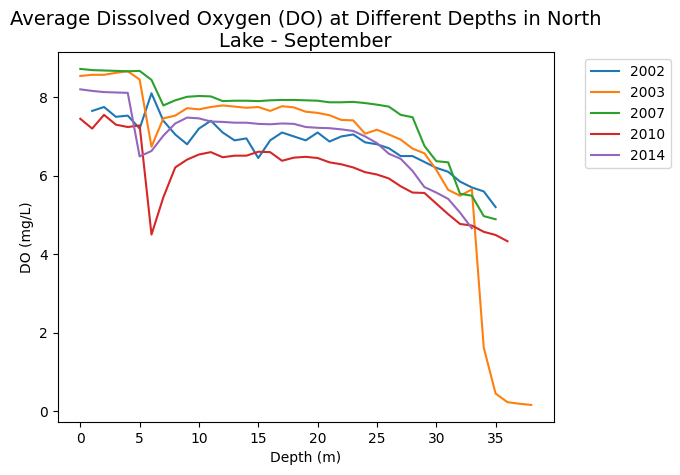 Average Dissolved Oxygen (DO) at Different Depths in North
Lake - September
2002
2003
2007
2010
2014
DO (mg/L)
8
6
4
2
0
0 5 10 15 20 25 30 35
Depth (m)